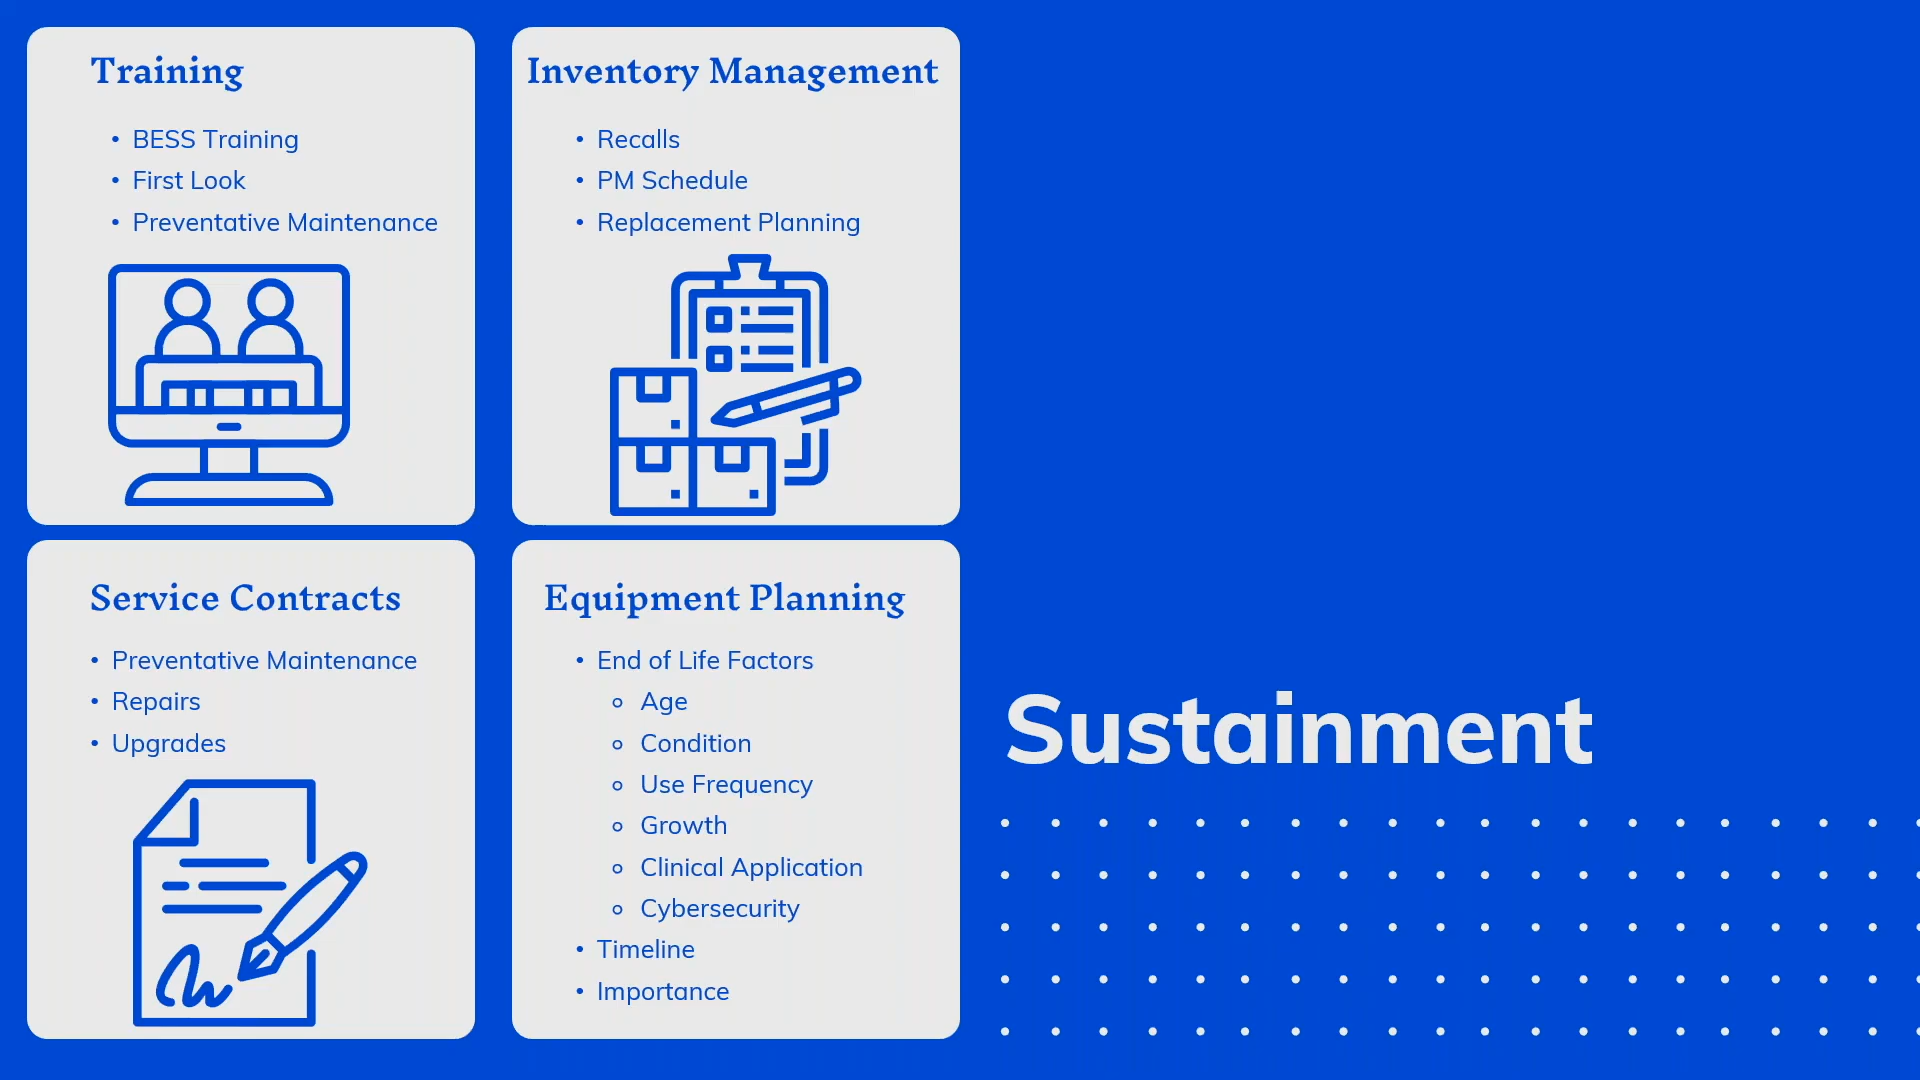 Training
• BESS Training
• First Look
• Preventative Maintenance
Inventory Management
• Recalls
• PM Schedule
• Replacement Planning
Service Contracts
• Preventative Maintenance
• Repairs
• Upgrades
Equipment Planning
• End of Life Factors
◦ Age
◦ Condition
◦ Use Frequency
◦ Growth
◦ Clinical Application
◦ Cybersecurity
• Timeline
• Importance
Sustainment